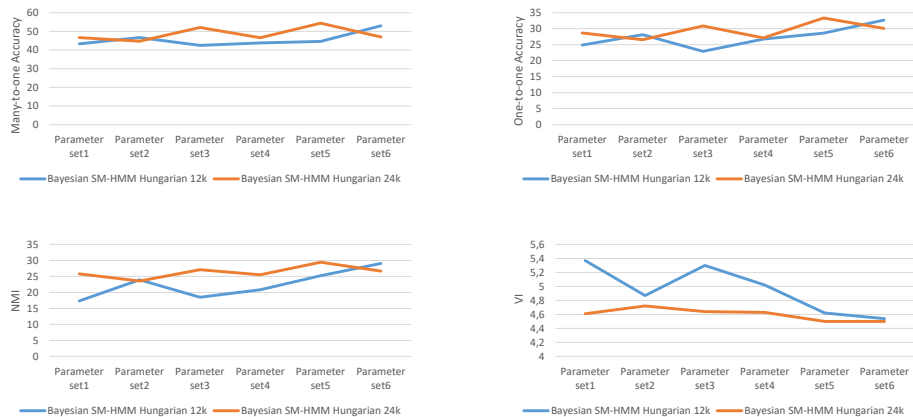 Many-to-one Accuracy
60
50
40
30
20
10
0
Parameter set1
Parameter set2
Parameter set3
Parameter set4
Parameter set5
Parameter set6
Bayesian SM-HMM Hungarian 12k
Bayesian SM-HMM Hungarian 24k
One-to-one Accuracy
35
30
25
20
15
10
5
0
Parameter set1
Parameter set2
Parameter set3
Parameter set4
Parameter set5
Parameter set6
Bayesian SM-HMM Hungarian 12k
Bayesian SM-HMM Hungarian 24k
NMI
35
30
25
20
15
10
5
0
Parameter set1
Parameter set2
Parameter set3
Parameter set4
Parameter set5
Parameter set6
Bayesian SM-HMM Hungarian 12k
Bayesian SM-HMM Hungarian 24k
VI
5,6
5,4
5,2
5
4,8
4,6
4,4
4,2
4
Parameter set1
Parameter set2
Parameter set3
Parameter set4
Parameter set5
Parameter set6
Bayesian SM-HMM Hungarian 12k
Bayesian SM-HMM Hungarian 24k